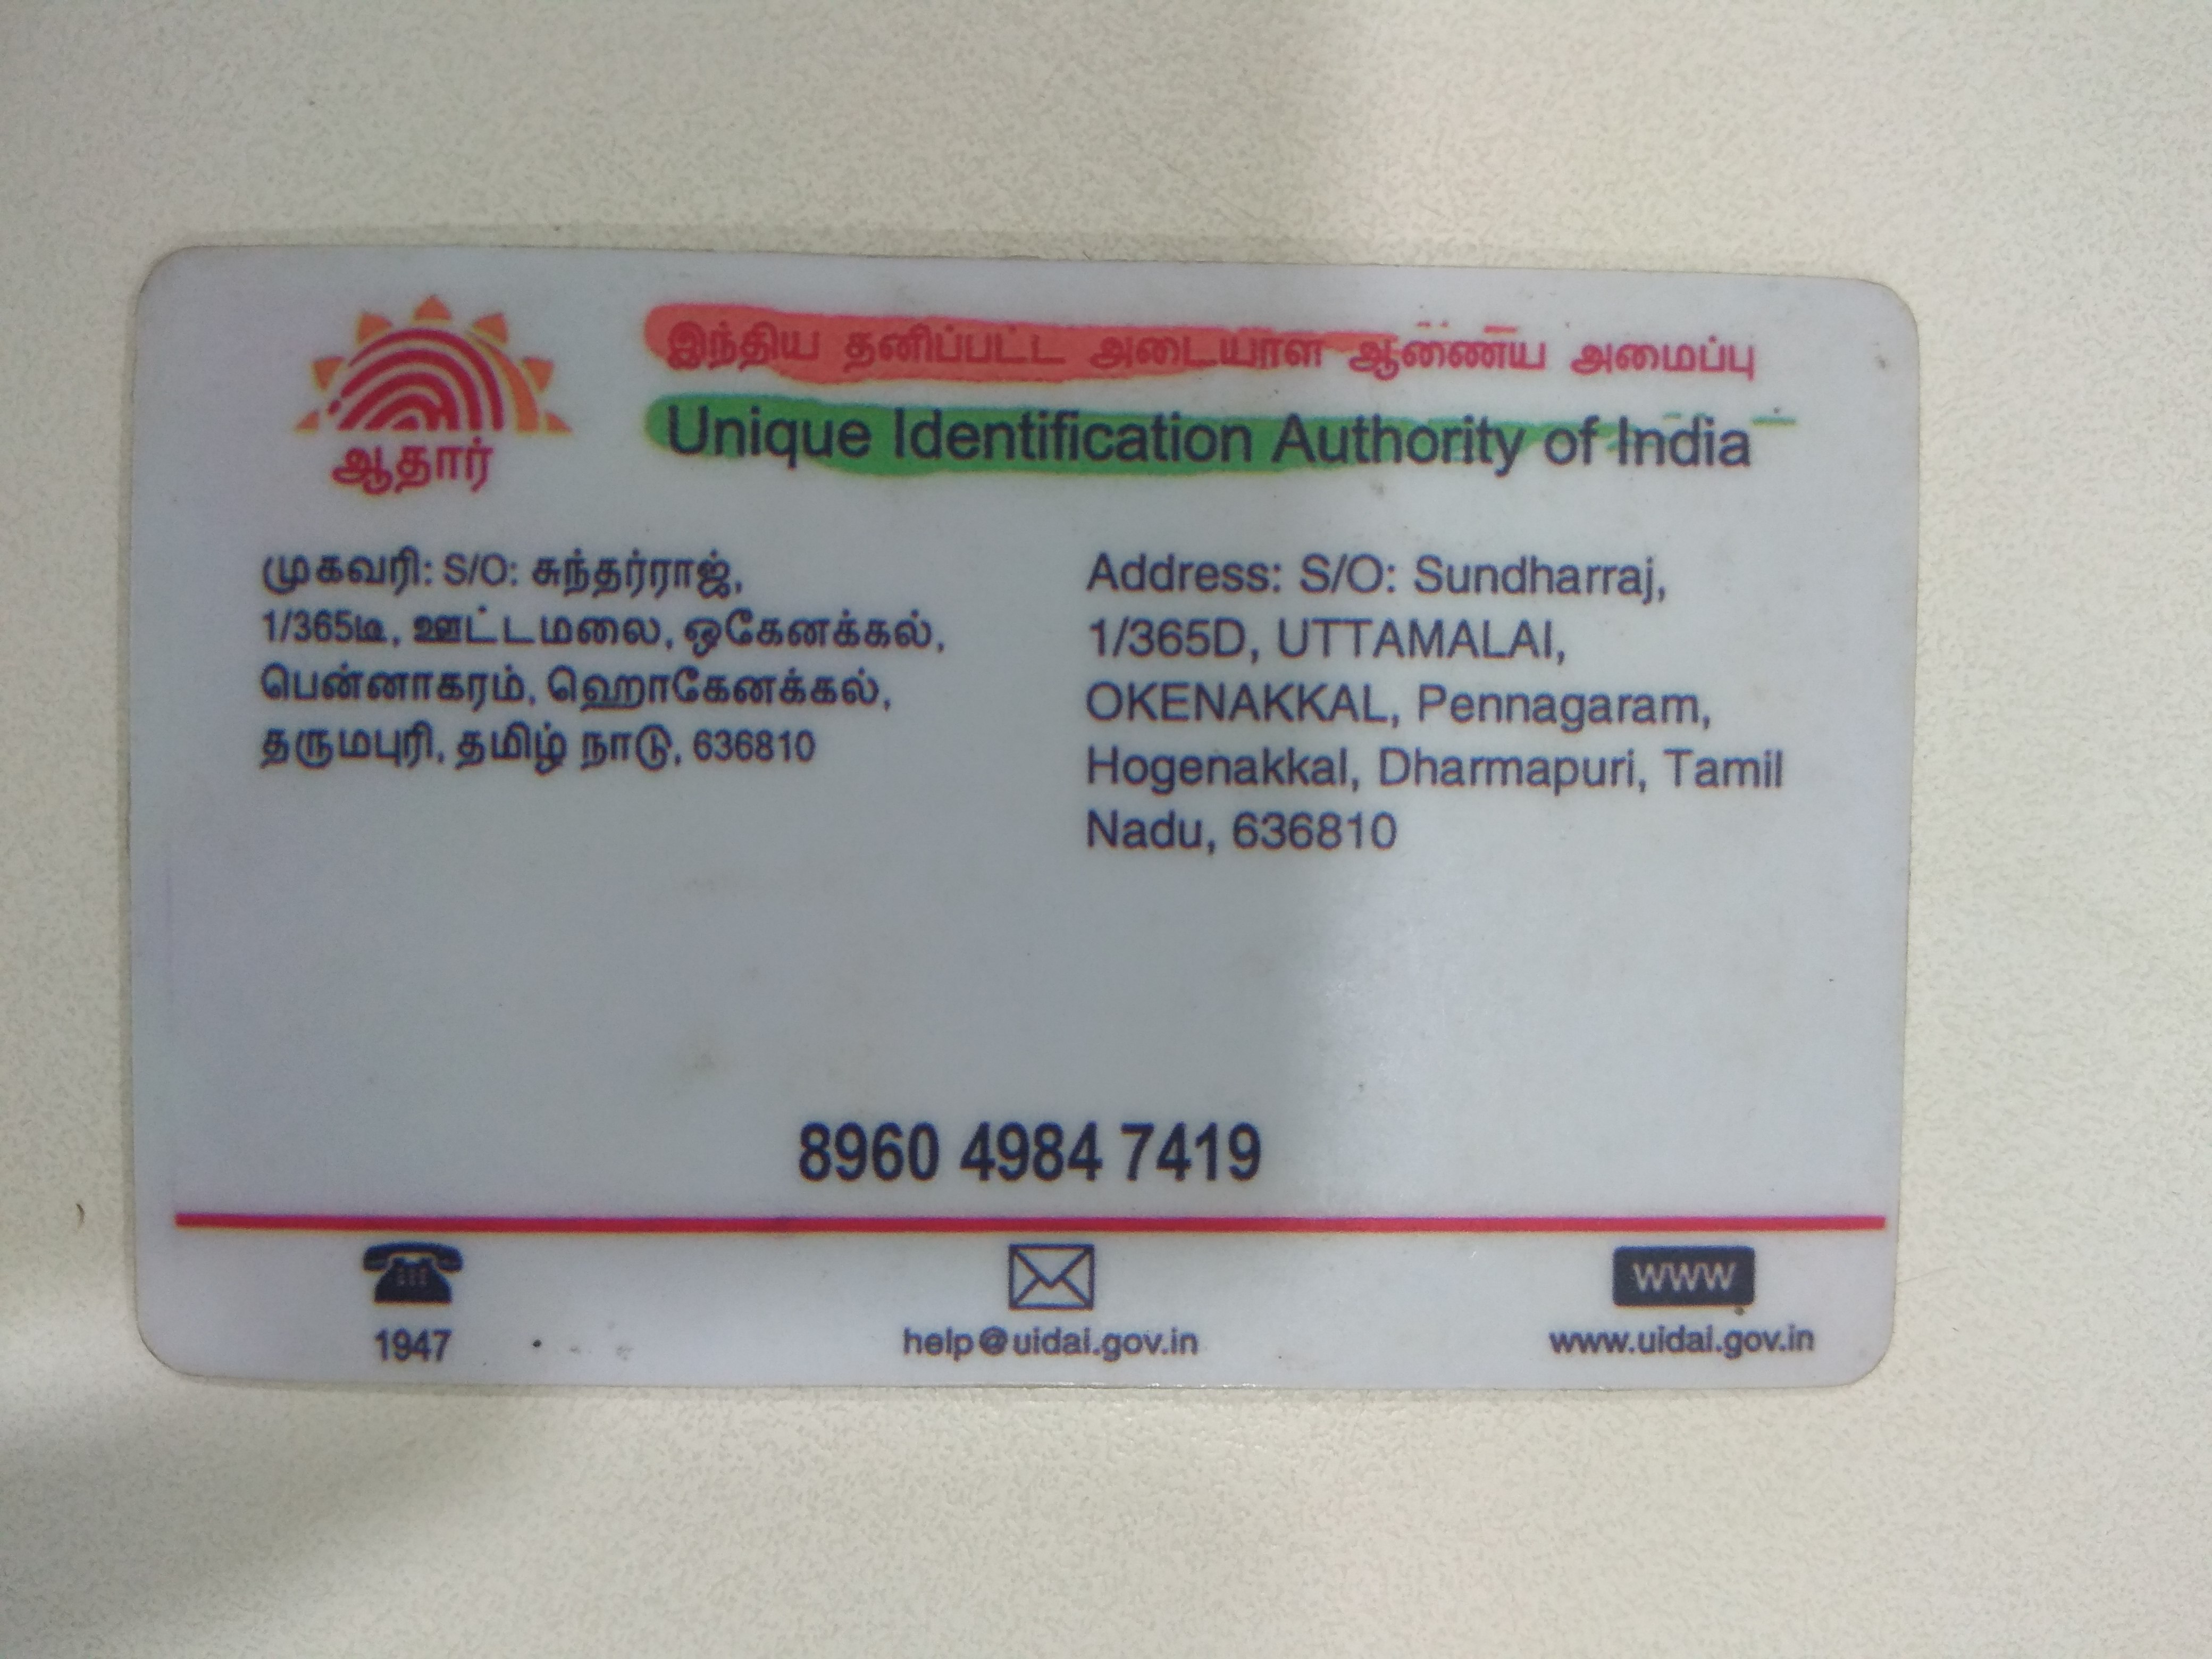 இந்திய தனிப்பட்ட அடையாள ஆணைய அமைப்பு
Unique Identification Authority of India
ஆதார்
முகவரி: S/O: சுந்தர்ராஜ்,
1/365டி, ஊட்டமலை, ஒகேனக்கல்,
பென்னாகரம், ஹொகேனக்கல்,
தருமபுரி, தமிழ் நாடு, 636810
Address: S/O: Sundharraj,
1/365D, UTTAMALAI,
OKENAKKAL, Pennagaram,
Hogenakkal, Dharmapuri, Tamil
Nadu, 636810
8960 4984 7419
WWW
1947
help@uidai.gov.in
www.uidai.gov.in